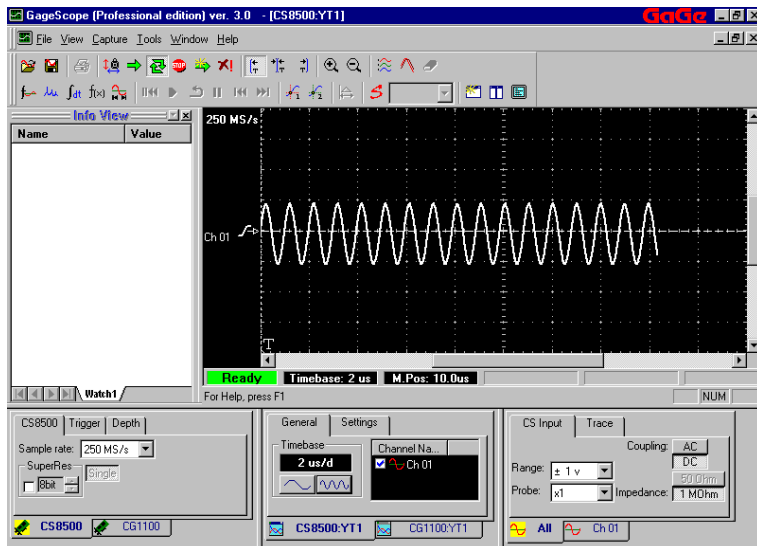 GageScope (Professional edition) ver. 3.0 - [CS8500:YT1]
GaGe
File View Capture Tools Window Help
STOP
∫dt f(x)
Info View
Name Value
250 MS/s
Ch 01
T
Ready Timebase: 2 us M.Pos: 10.0us
Watch1
For Help, press F1
NUM
CS8500 Trigger Depth
Sample rate: 250 MS/s
SuperRes
8bit
Single
CS8500 CG1100
General Settings
Timebase
2 us/d
Channel Na...
Ch 01
CS8500:YT1 CG1100:YT1
CS Input Trace
Coupling: AC
DC
Range: ± 1 v
50 Ohm
Probe: x1
Impedance: 1 MOhm
All Ch 01